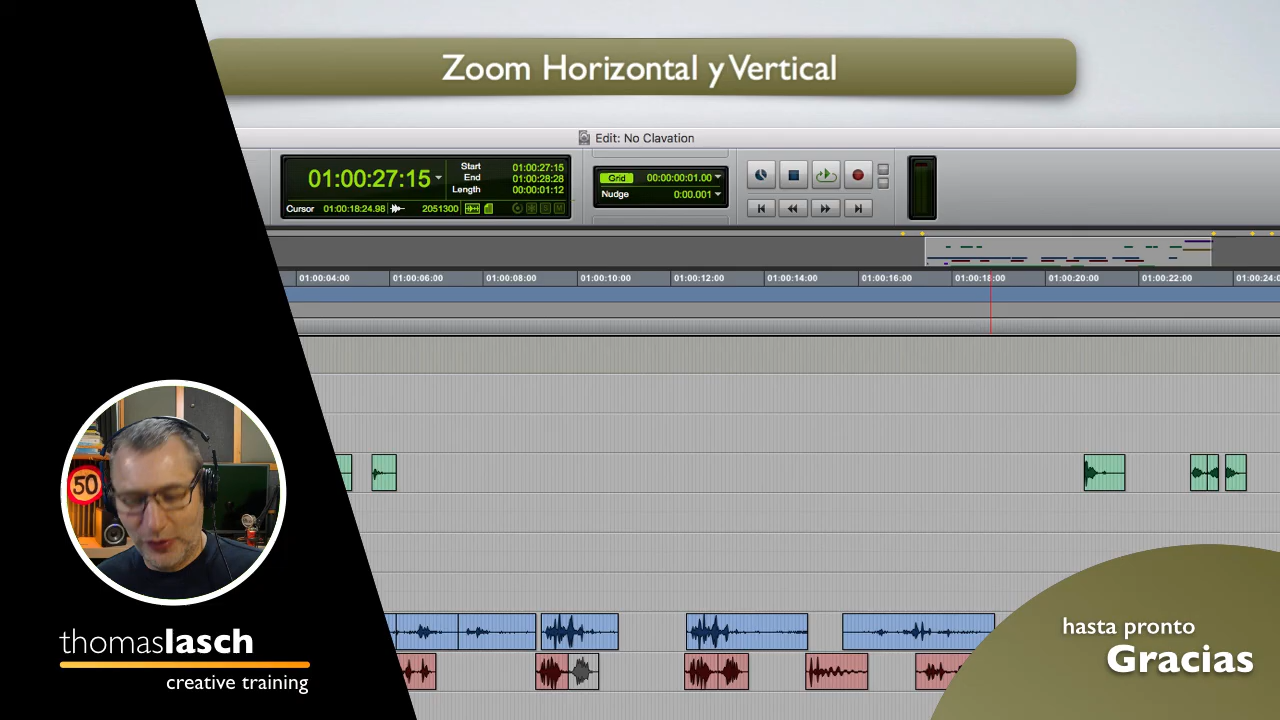 Zoom Horizontal y Vertical
Edit: No Clavation
01:00:27:15
Start 01:00:27:15
End 01:00:28:28
Length 00:00:01:12
Cursor 01:00:18:24.98 2051300
Grid 00:00:00:01.00
Nudge 0:00.001
01:00:04:00 01:00:06:00 01:00:08:00 01:00:10:00 01:00:12:00 01:00:14:00 01:00:16:00 01:00:18:00 01:00:20:00 01:00:22:00 01:00:24:0
50
thomaslasch
creative training
hasta pronto
Gracias